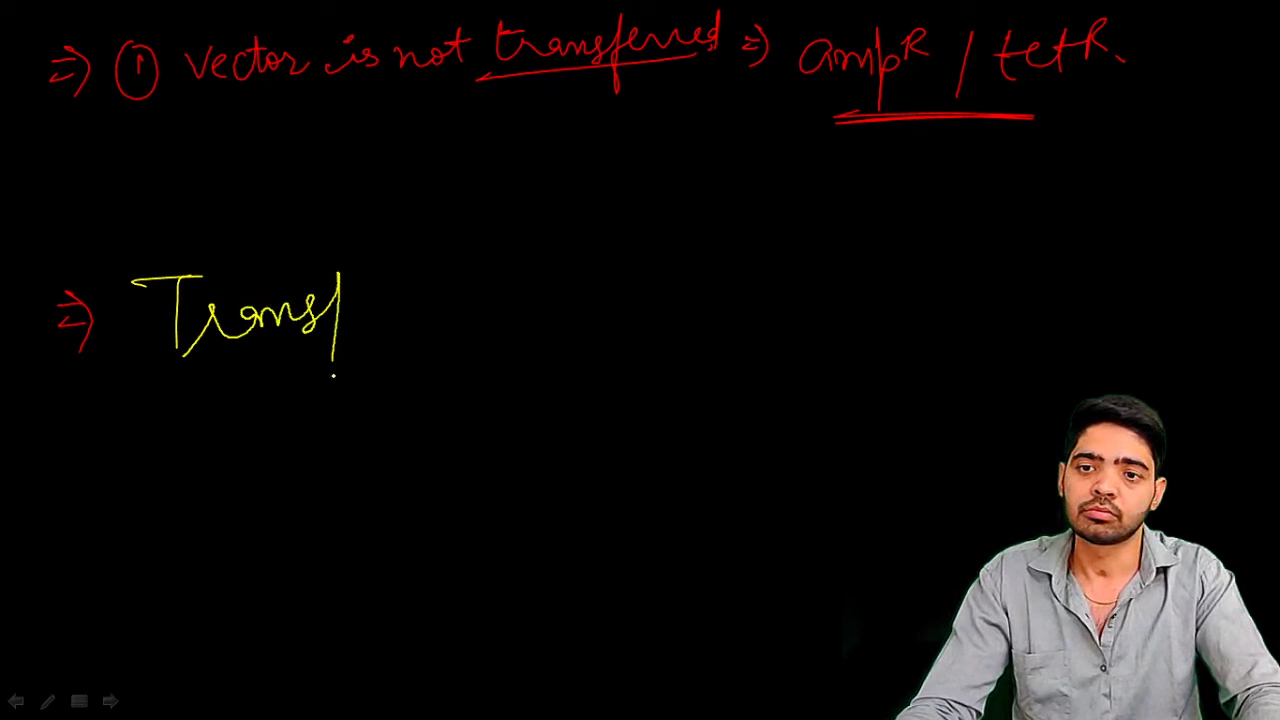 ⇒ ① vector is not transferred ⇒ ampR / tetR.
⇒ Transf